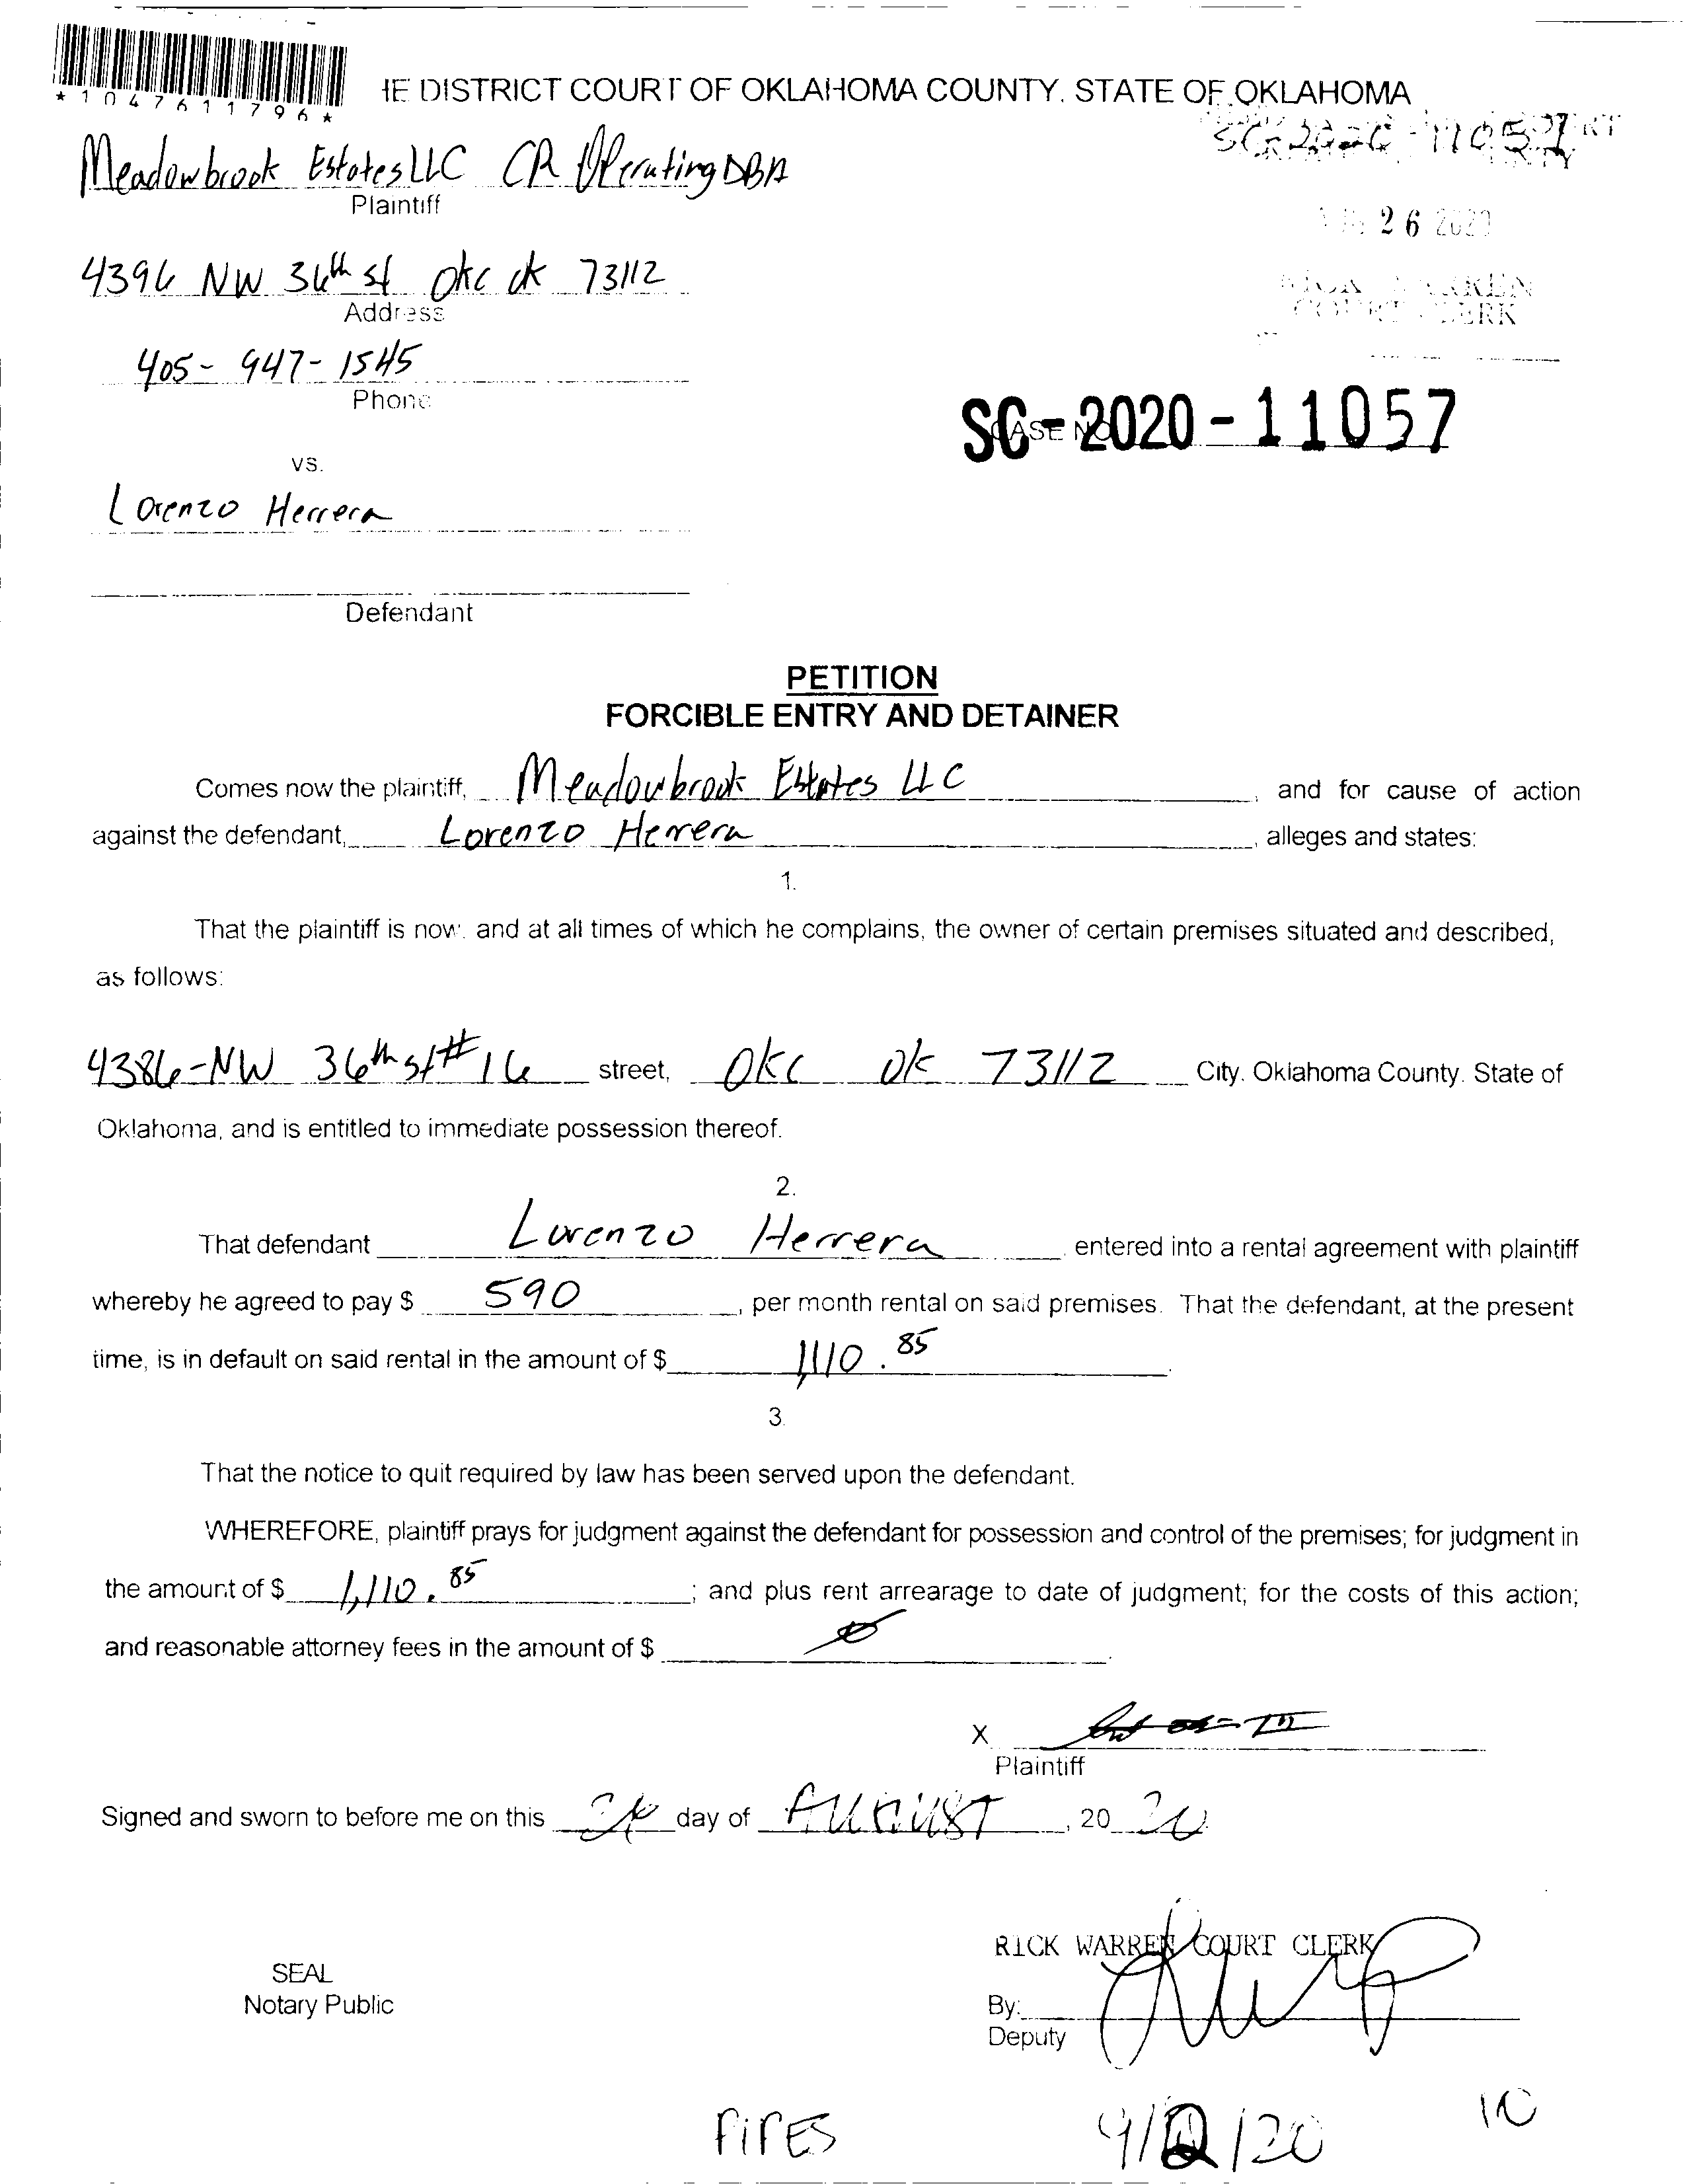 *1047611796*
IE DISTRICT COURT OF OKLAHOMA COUNTY, STATE OF OKLAHOMA
SC-2020-11057
Meadowbrook Estates LLC CR Operating DBA
Plaintiff
26 2020
4396 NW 36th st okc ok 73112
Address
RICK WARREN
COURT CLERK
405-947-1545
Phone
SC-2020-11057
CASE NO.
vs.
Lorenzo Herrera
Defendant
PETITION
FORCIBLE ENTRY AND DETAINER
Comes now the plaintiff, Meadowbrook Estates LLC, and for cause of action
against the defendant, Lorenzo Herrera, alleges and states:
1.
That the plaintiff is now, and at all times of which he complains, the owner of certain premises situated and described,
as follows:
4386-NW 36th st #16 street, OKC OK 73112 City, Oklahoma County, State of
Oklahoma, and is entitled to immediate possession thereof.
2.
That defendant Lorenzo Herrera entered into a rental agreement with plaintiff
whereby he agreed to pay $ 590, per month rental on said premises. That the defendant, at the present
time, is in default on said rental in the amount of $ 1,110.85.
3.
That the notice to quit required by law has been served upon the defendant.
WHEREFORE, plaintiff prays for judgment against the defendant for possession and control of the premises; for judgment in
the amount of $ 1,110.85; and plus rent arrearage to date of judgment; for the costs of this action;
and reasonable attorney fees in the amount of $
X
Plaintiff
Signed and sworn to before me on this 26 day of AUGUST, 20 20
RICK WARREN COURT CLERK
SEAL
Notary Public
By:
Deputy
PiPES